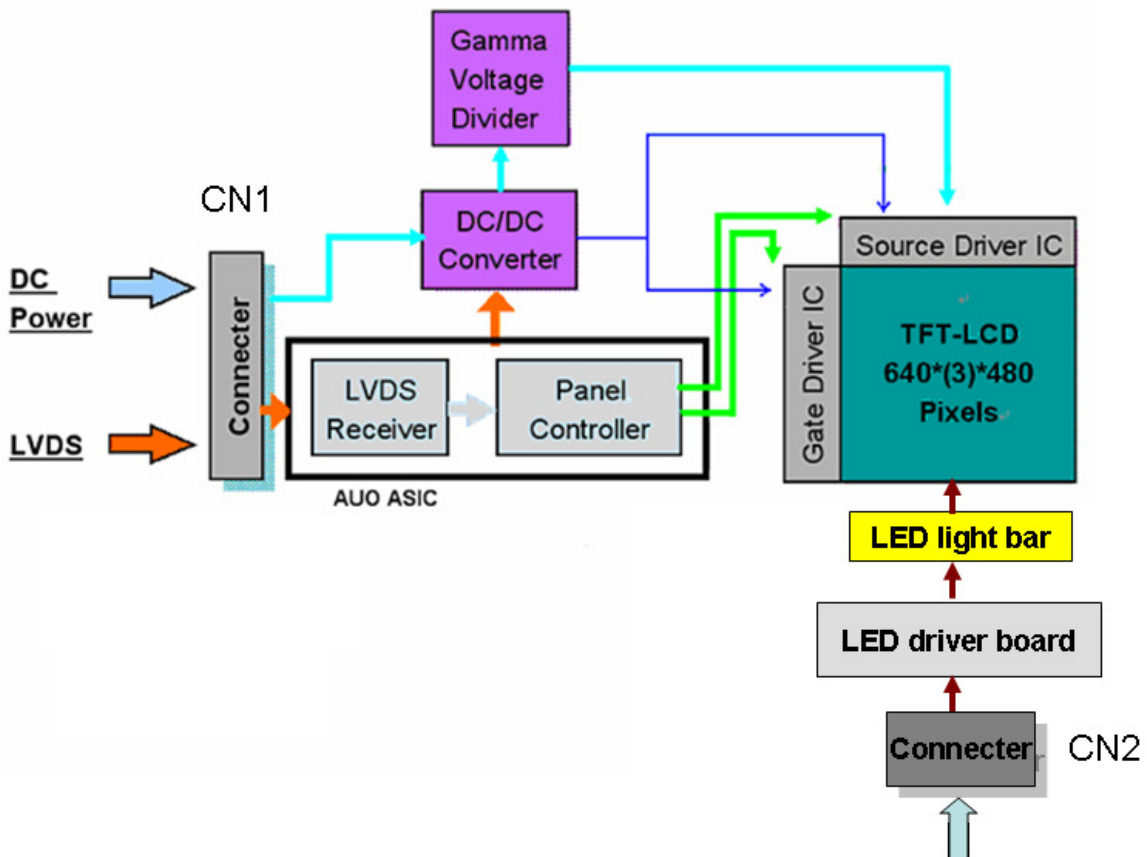 Gamma
Voltage
Divider
CN1
DC/DC
Converter
DC
Power
LVDS
Connecter
LVDS
Receiver
Panel
Controller
AUO ASIC
Source Driver IC
Gate Driver IC
TFT-LCD
640*(3)*480
Pixels
LED light bar
LED driver board
Connecter
CN2